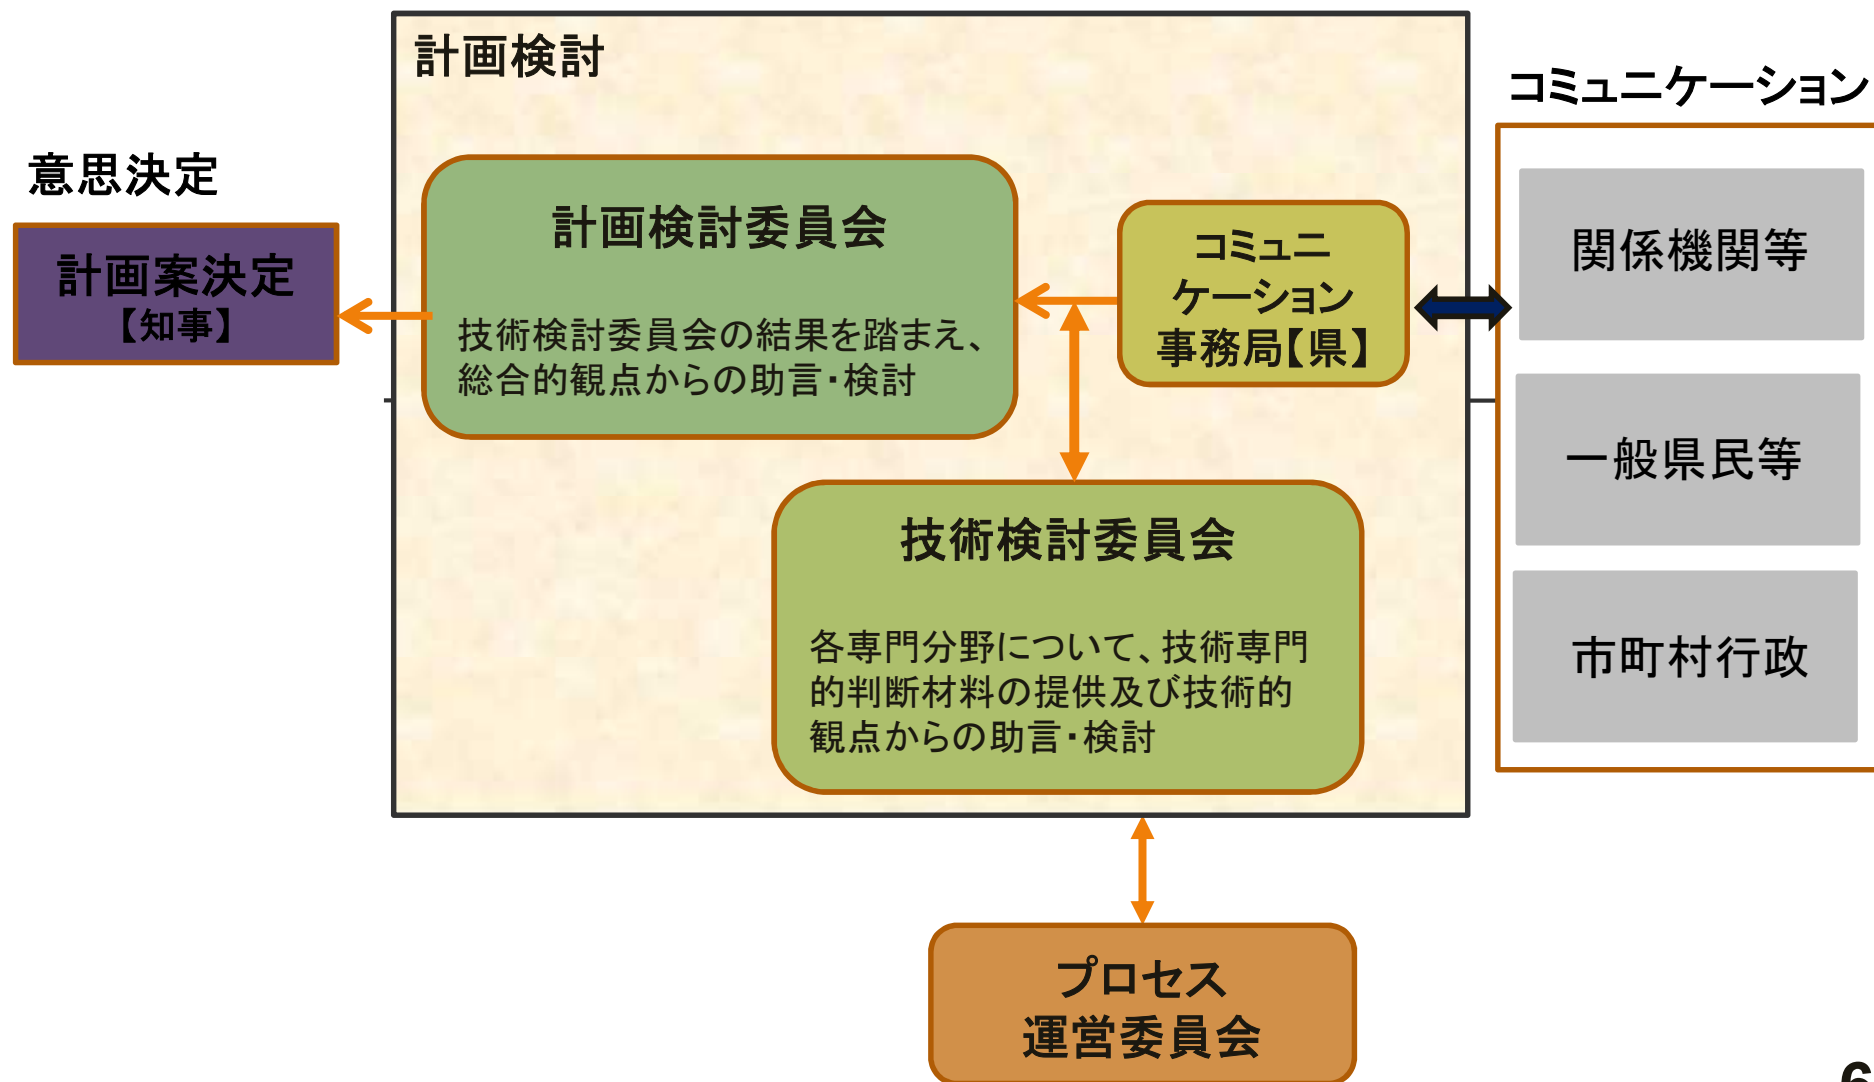 計画検討
コミュニケーション
意思決定
計画案決定
【知事】
計画検討委員会
技術検討委員会の結果を踏まえ、
総合的観点からの助言・検討
コミュニ
ケーション
事務局【県】
関係機関等
一般県民等
市町村行政
技術検討委員会
各専門分野について、技術専門
的判断材料の提供及び技術的
観点からの助言・検討
プロセス
運営委員会
6